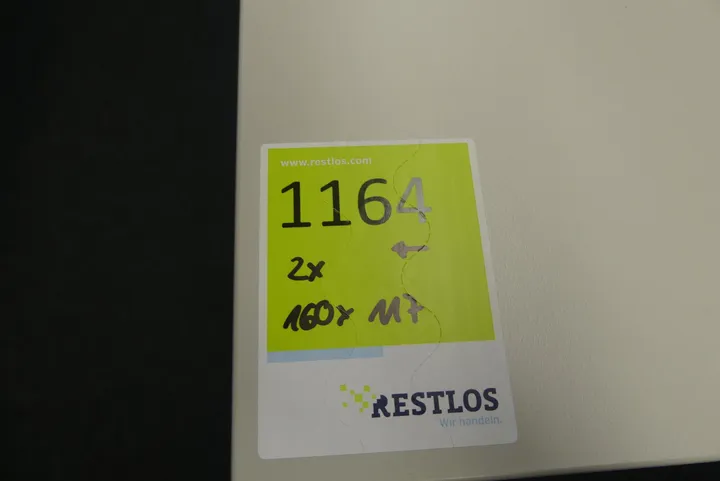 www.restlos.com
1164
←
2x
160x 117
RESTLOS
Wir handeln.